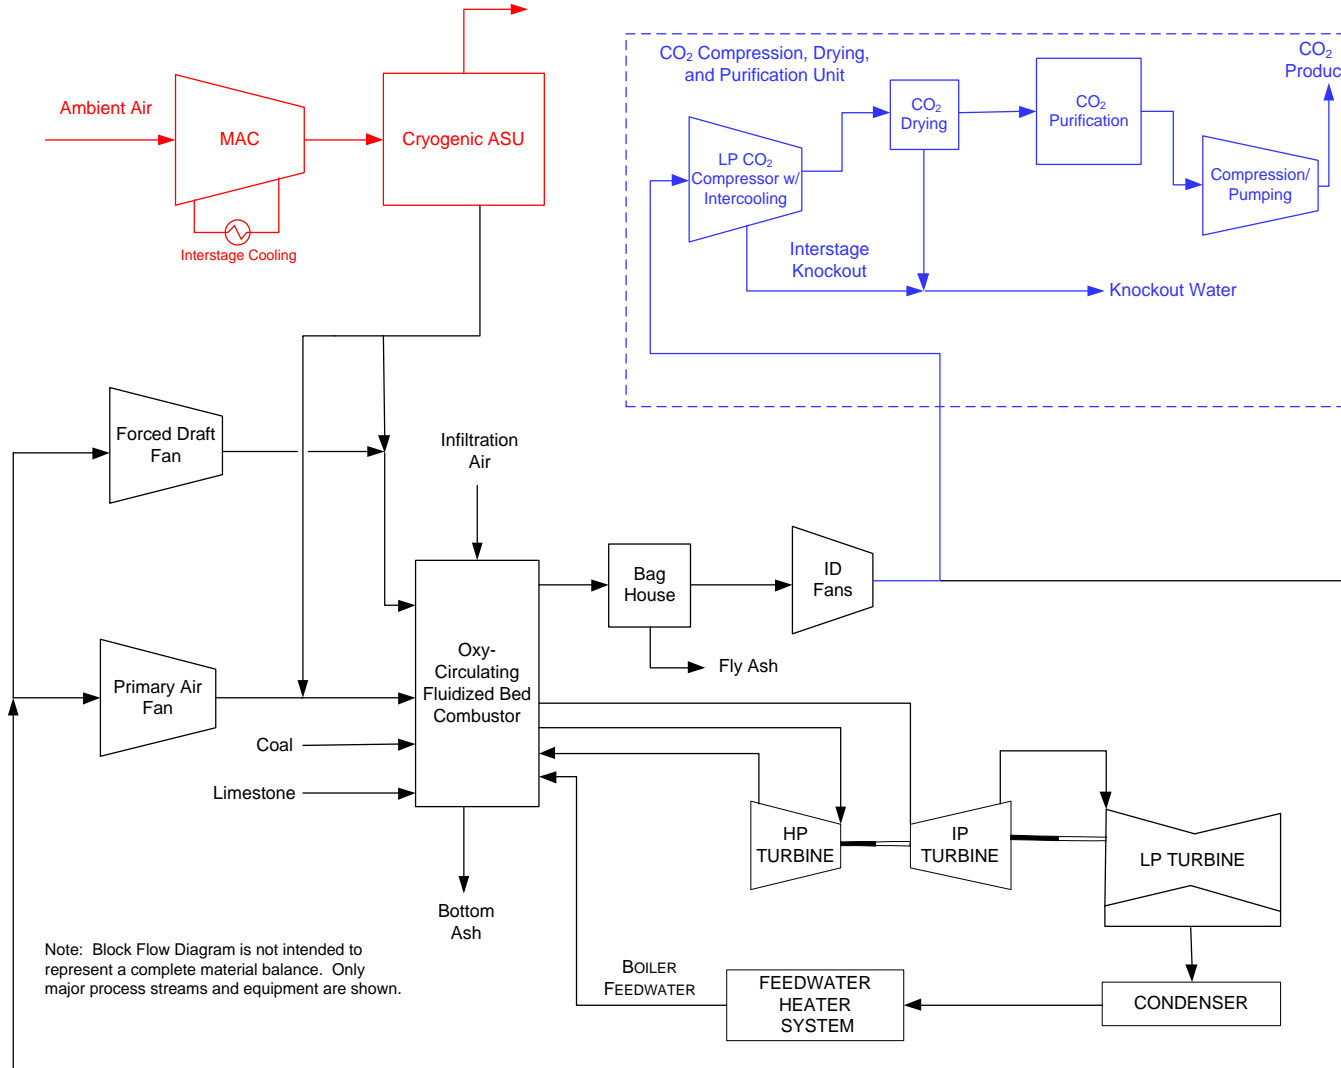 Ambient Air
MAC
Interstage Cooling
Cryogenic ASU
CO₂ Compression, Drying,
and Purification Unit
CO₂
Produc
LP CO₂
Compressor w/
Intercooling
CO₂
Drying
CO₂
Purification
Compression/
Pumping
Interstage
Knockout
Knockout Water
Forced Draft
Fan
Infiltration
Air
Bag
House
ID
Fans
Fly Ash
Primary Air
Fan
Oxy-
Circulating
Fluidized Bed
Combustor
Coal
Limestone
Bottom
Ash
HP
TURBINE
IP
TURBINE
LP TURBINE
BOILER
FEEDWATER
FEEDWATER
HEATER
SYSTEM
CONDENSER
Note: Block Flow Diagram is not intended to
represent a complete material balance. Only
major process streams and equipment are shown.